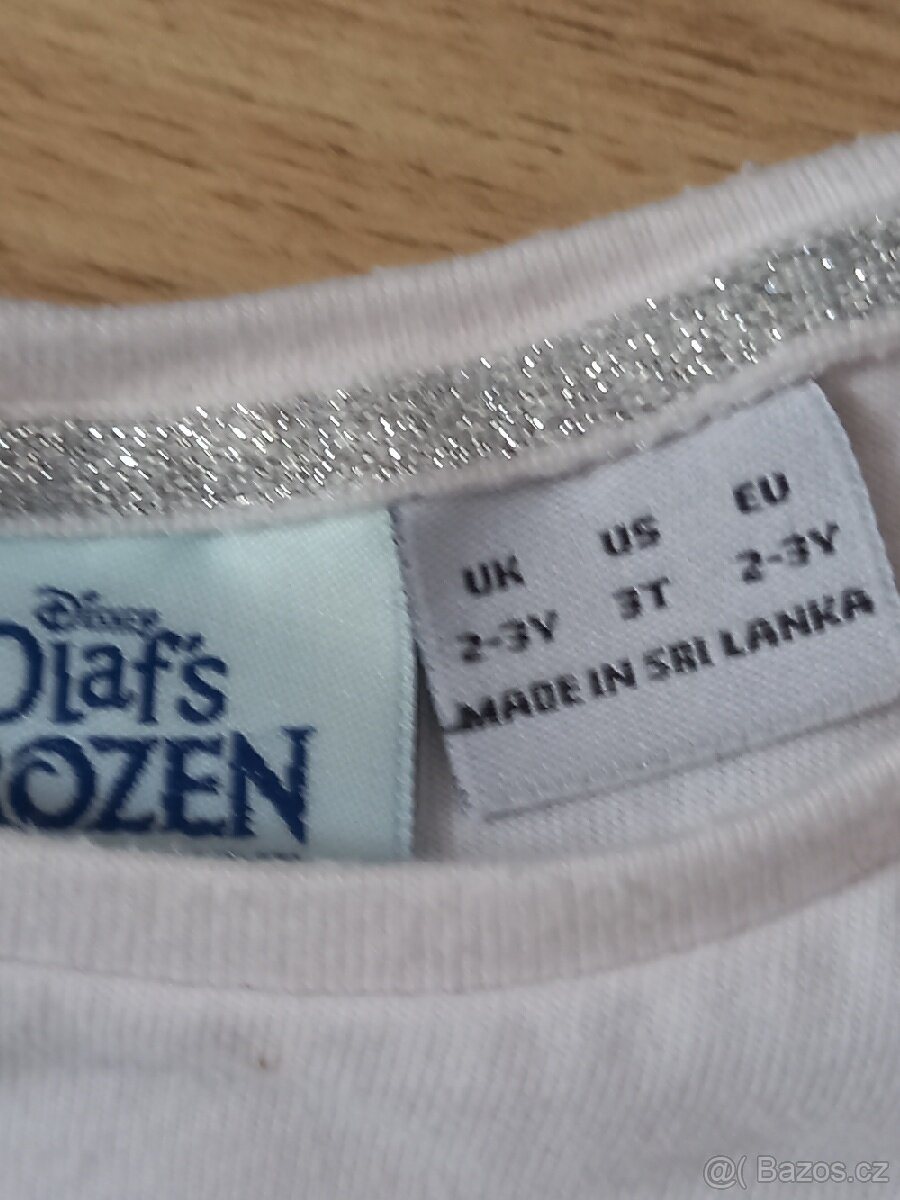 Disney
Olaf's
ROZEN
UK US EU
2-3Y 3T 2-3Y
MADE IN SRI LANKA
@( Bazos.cz